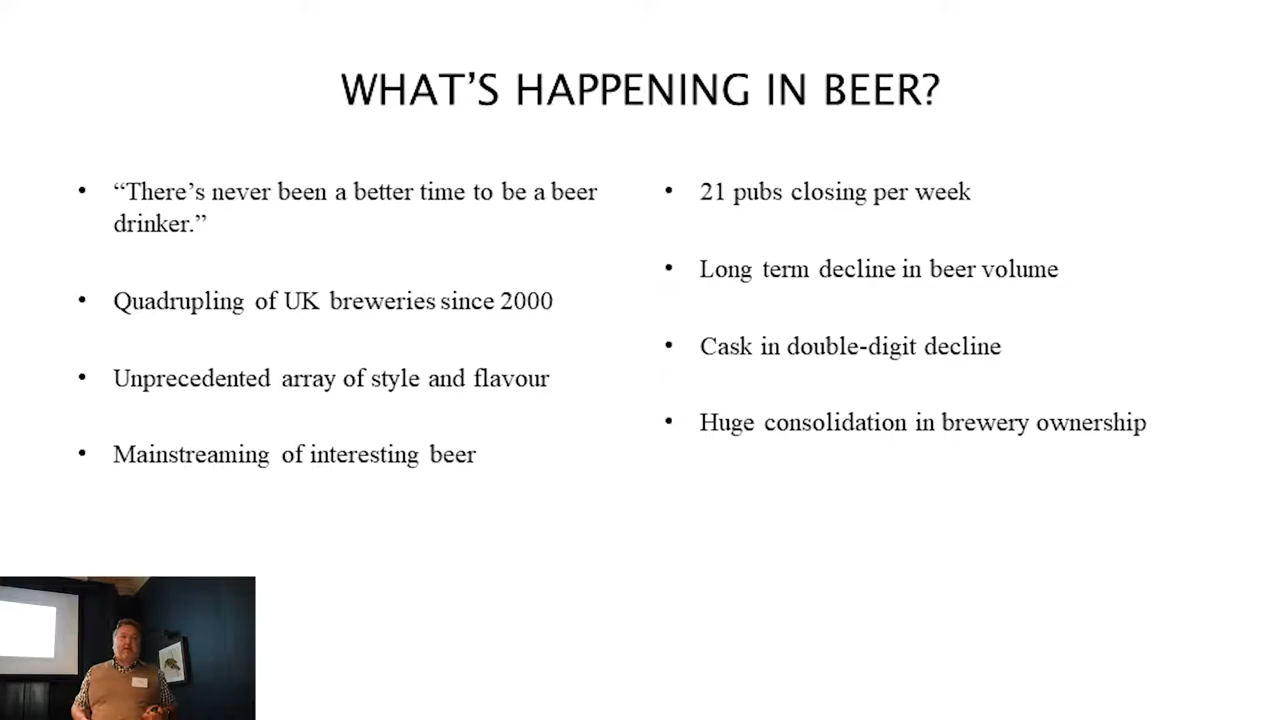 WHAT’S HAPPENING IN BEER?
• “There’s never been a better time to be a beer
drinker.”
• Quadrupling of UK breweries since 2000
• Unprecedented array of style and flavour
• Mainstreaming of interesting beer
• 21 pubs closing per week
• Long term decline in beer volume
• Cask in double-digit decline
• Huge consolidation in brewery ownership